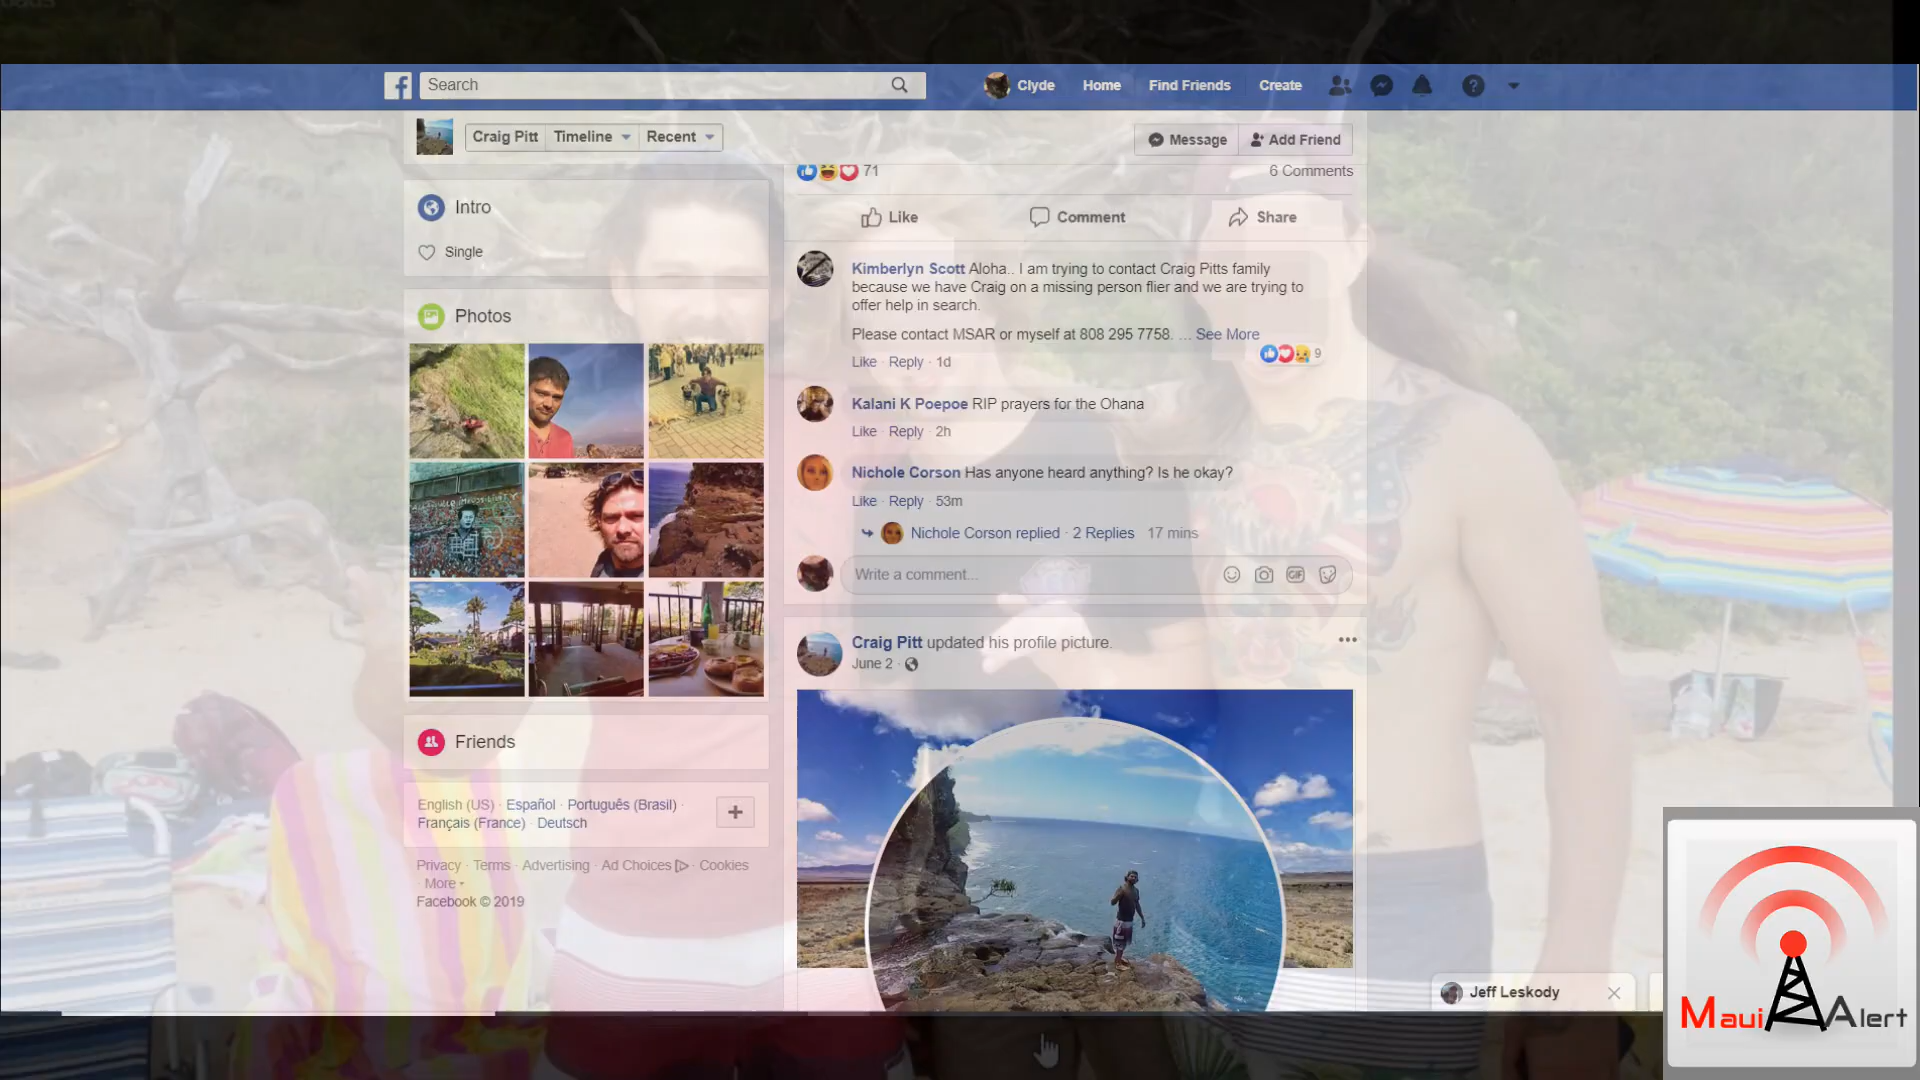 Search
Clyde
Home
Find Friends
Create
Craig Pitt
Timeline
Recent
Message
Add Friend
71
6 Comments
Intro
Single
Like
Comment
Share
Photos
Kimberlyn Scott Aloha.. I am trying to contact Craig Pitts family
because we have Craig on a missing person flier and we are trying to
offer help in search.
Please contact MSAR or myself at 808 295 7758. ... See More
9
Like · Reply · 1d
Kalani K Poepoe RIP prayers for the Ohana
Like · Reply · 2h
Nichole Corson Has anyone heard anything? Is he okay?
Like · Reply · 53m
Nichole Corson replied · 2 Replies 17 mins
Write a comment...
GIF
Craig Pitt updated his profile picture.
June 2 ·
Friends
English (US) · Español · Português (Brasil) ·
Français (France) · Deutsch
Privacy · Terms · Advertising · Ad Choices · Cookies
· More
Facebook © 2019
Jeff Leskody
Maui Alert